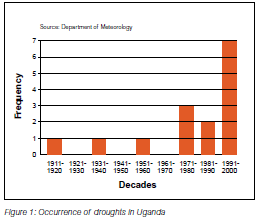 Source: Department of Meteorology
7
6
5
4
3
2
1
0
Frequency
1911- 1921- 1931- 1941- 1951- 1961- 1971- 1981- 1991-
1920 1930 1940 1950 1960 1970 1980 1990 2000
Decades
Figure 1: Occurrence of droughts in Uganda